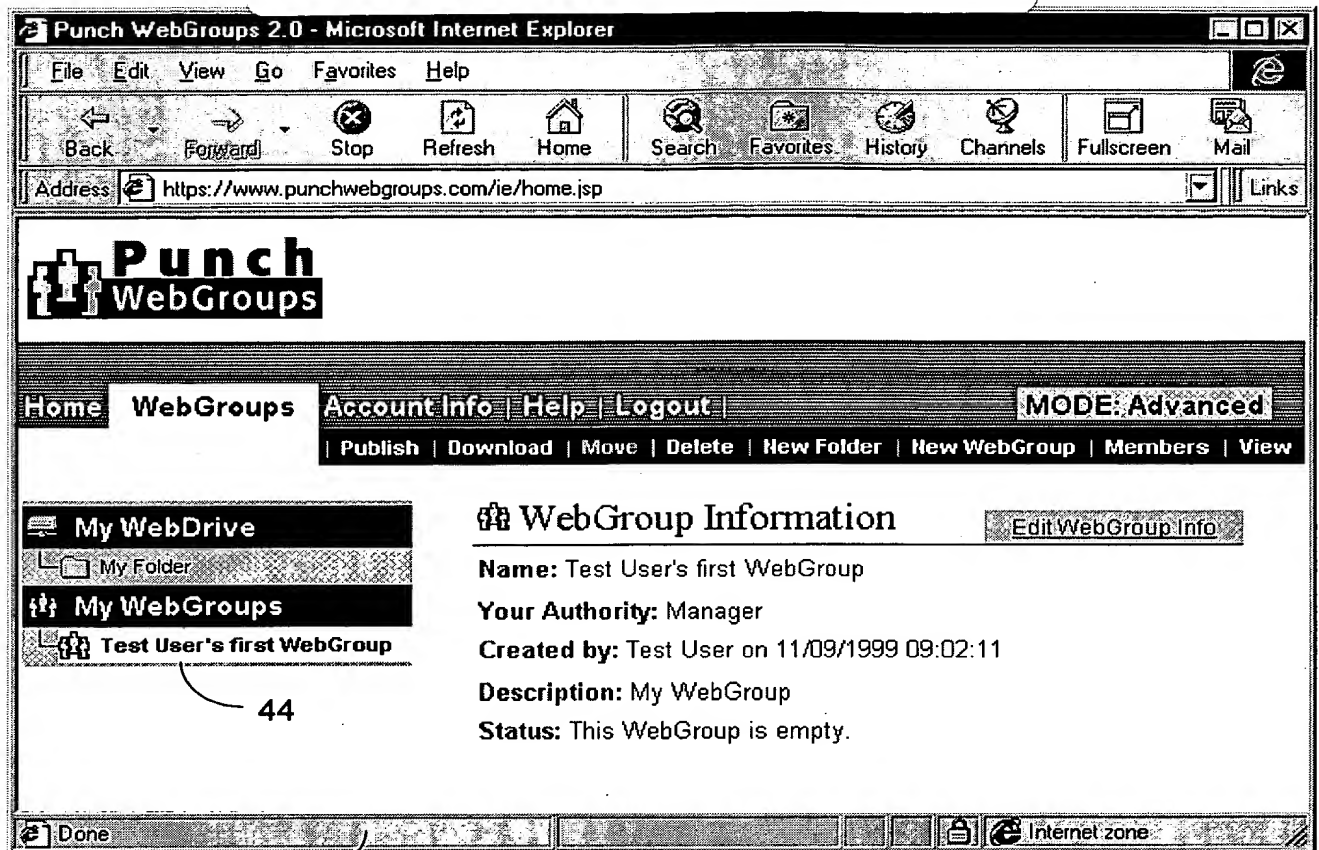 Punch WebGroups 2.0 - Microsoft Internet Explorer
File Edit View Go Favorites Help
Back Forward Stop Refresh Home Search Favorites History Channels Fullscreen Mail
Address https://www.punchwebgroups.com/ie/home.jsp Links
Punch
WebGroups
Home WebGroups Account Info | Help | Logout | MODE: Advanced
| Publish | Download | Move | Delete | New Folder | New WebGroup | Members | View
My WebDrive
My Folder
My WebGroups
Test User's first WebGroup
44
WebGroup Information Edit WebGroup Info
Name: Test User's first WebGroup
Your Authority: Manager
Created by: Test User on 11/09/1999 09:02:11
Description: My WebGroup
Status: This WebGroup is empty.
Done Internet zone